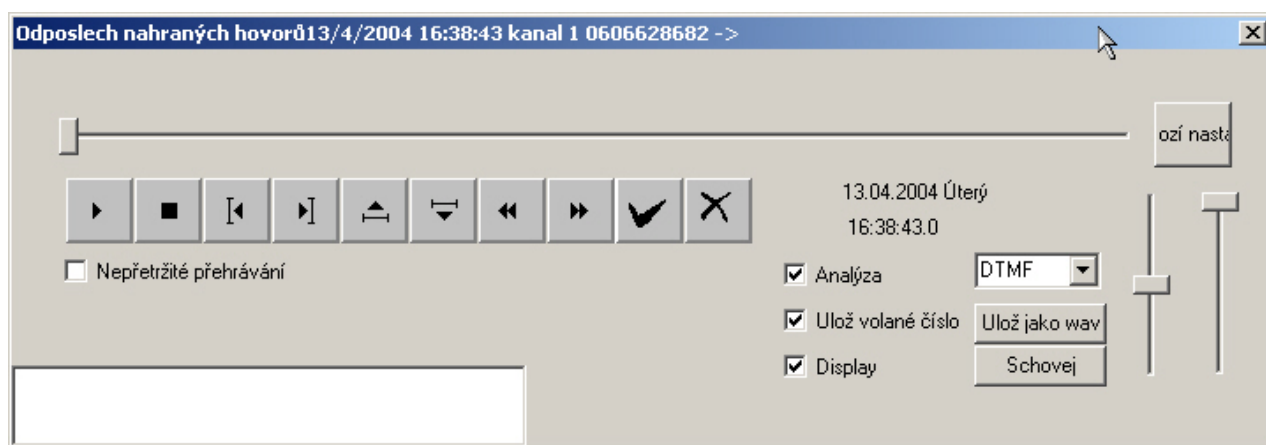 Odposlech nahraných hovorů13/4/2004 16:38:43 kanal 1 0606628682 ->
ozí nasta
13.04.2004 Úterý
16:38:43.0
Nepřetržité přehrávání
Analýza
DTMF
Ulož volané číslo
Ulož jako wav
Display
Schovej